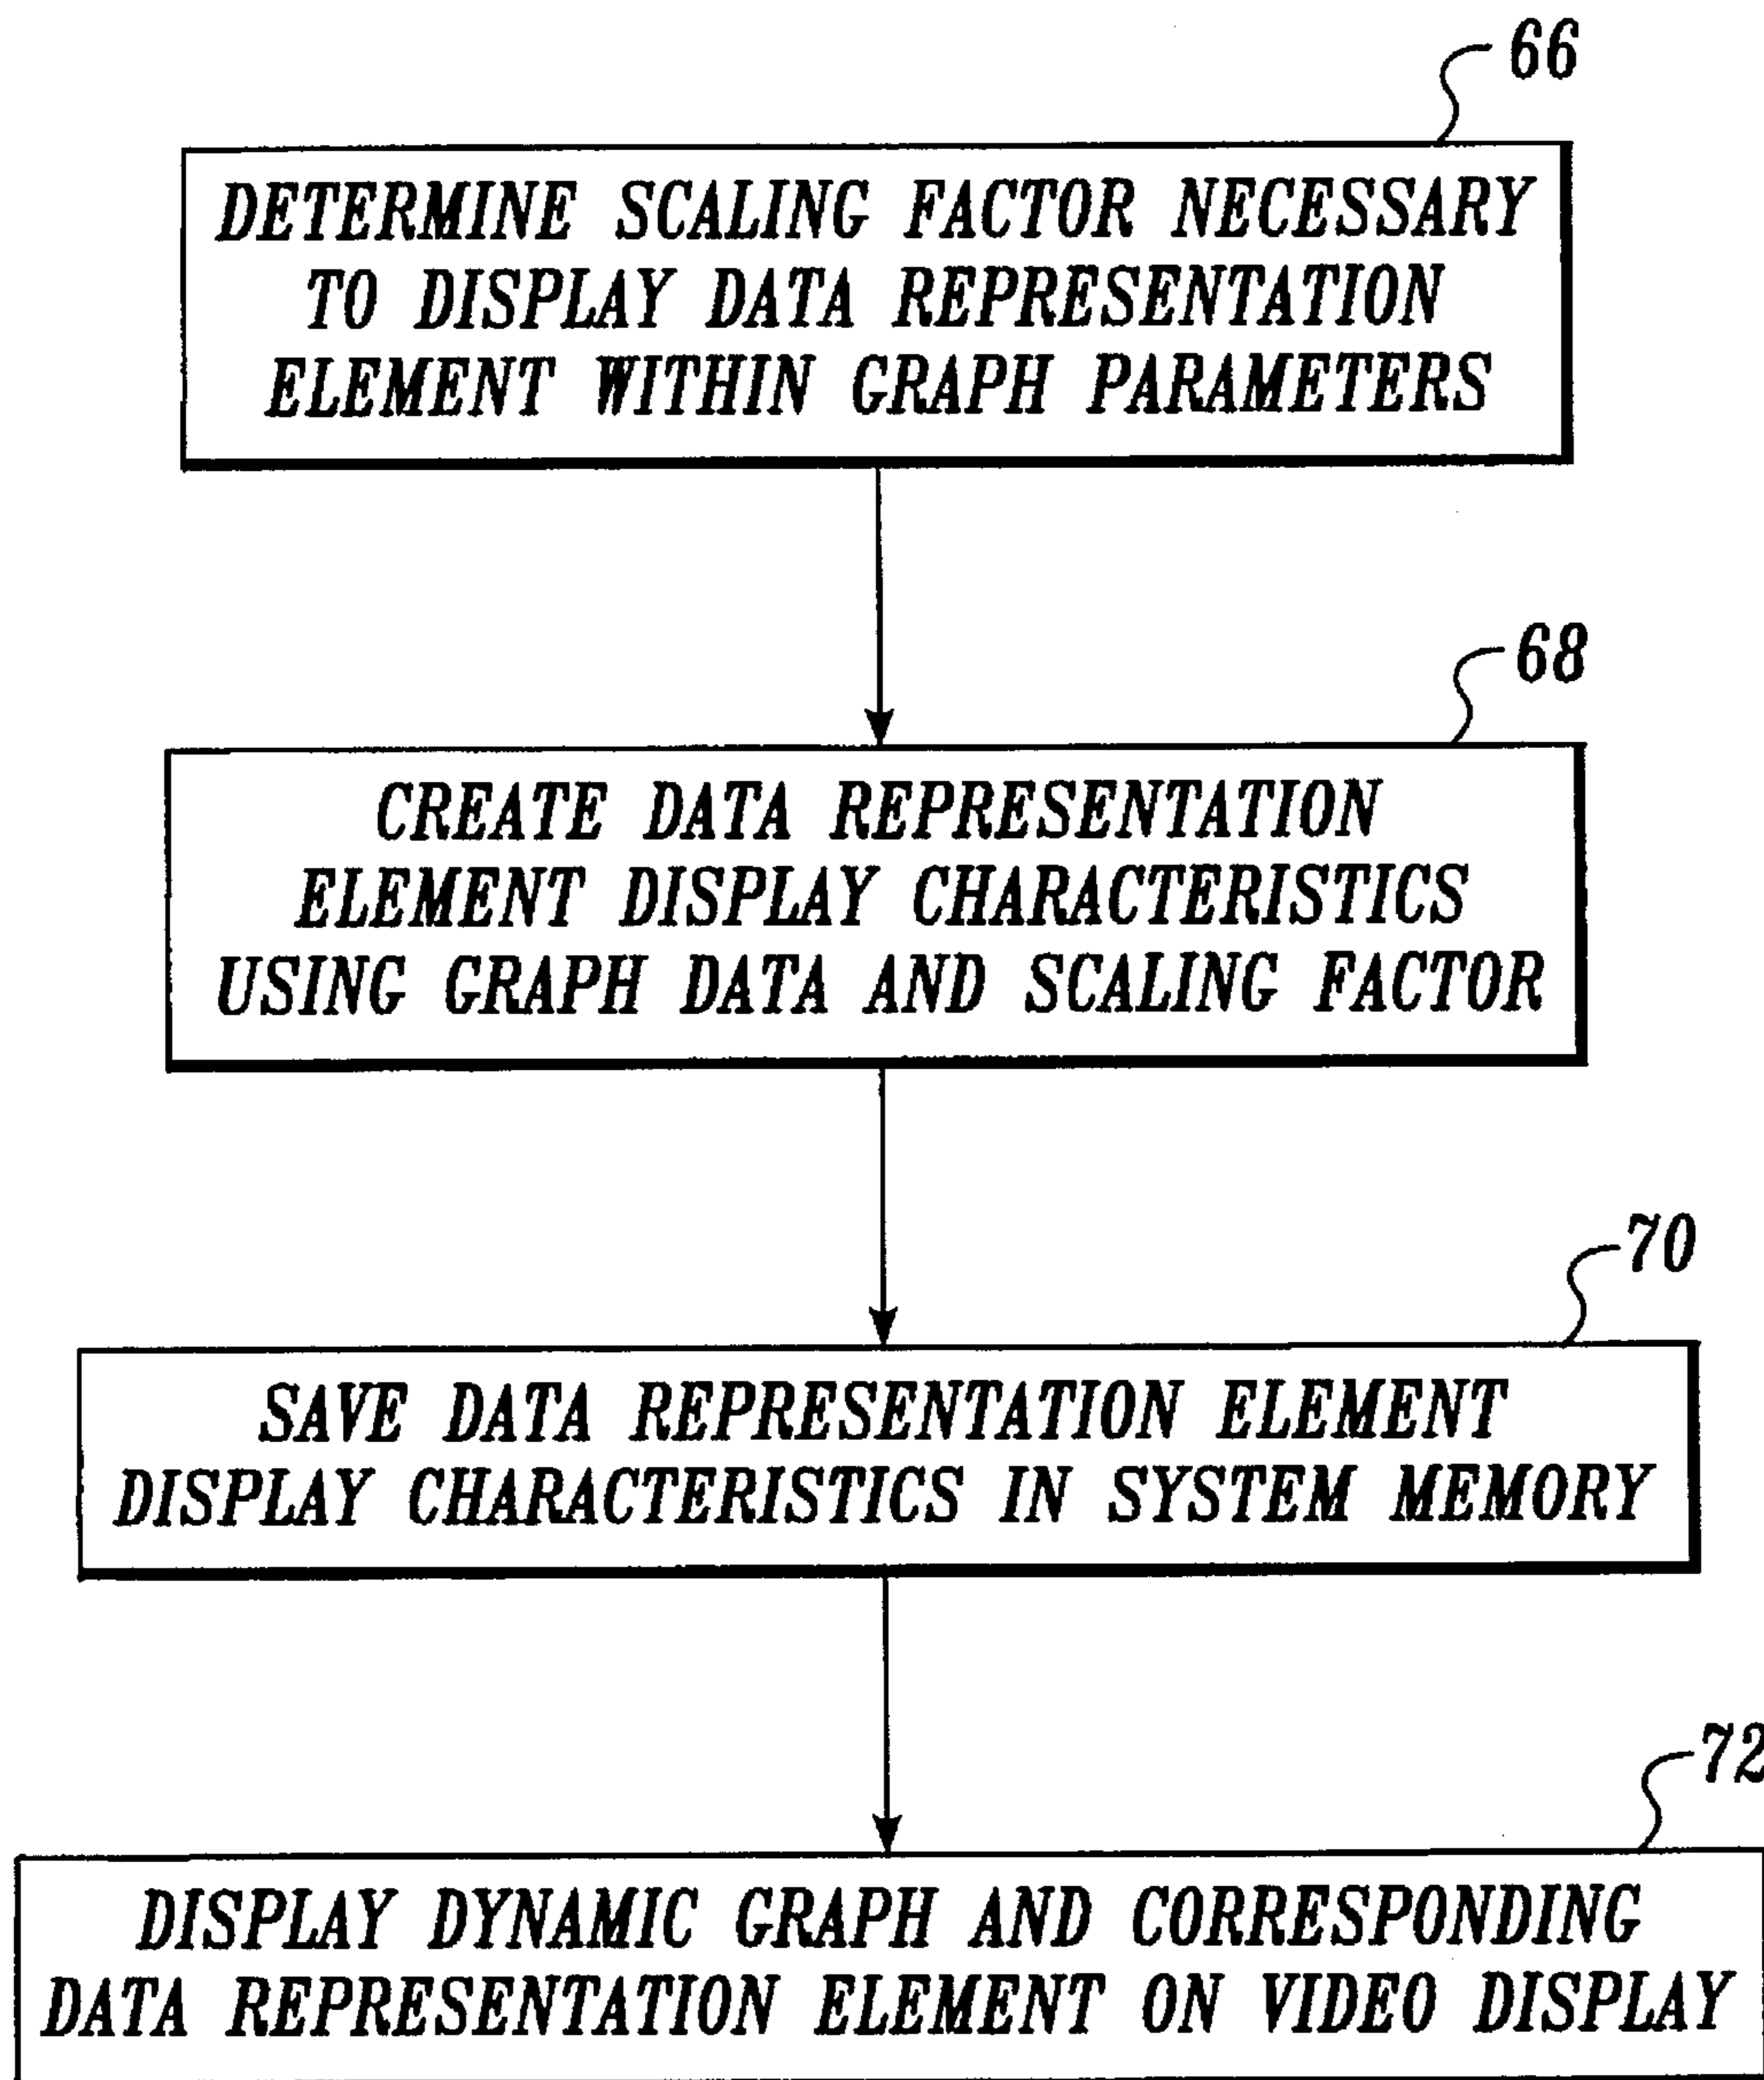 66
DETERMINE SCALING FACTOR NECESSARY
TO DISPLAY DATA REPRESENTATION
ELEMENT WITHIN GRAPH PARAMETERS
68
CREATE DATA REPRESENTATION
ELEMENT DISPLAY CHARACTERISTICS
USING GRAPH DATA AND SCALING FACTOR
70
SAVE DATA REPRESENTATION ELEMENT
DISPLAY CHARACTERISTICS IN SYSTEM MEMORY
72
DISPLAY DYNAMIC GRAPH AND CORRESPONDING
DATA REPRESENTATION ELEMENT ON VIDEO DISPLAY